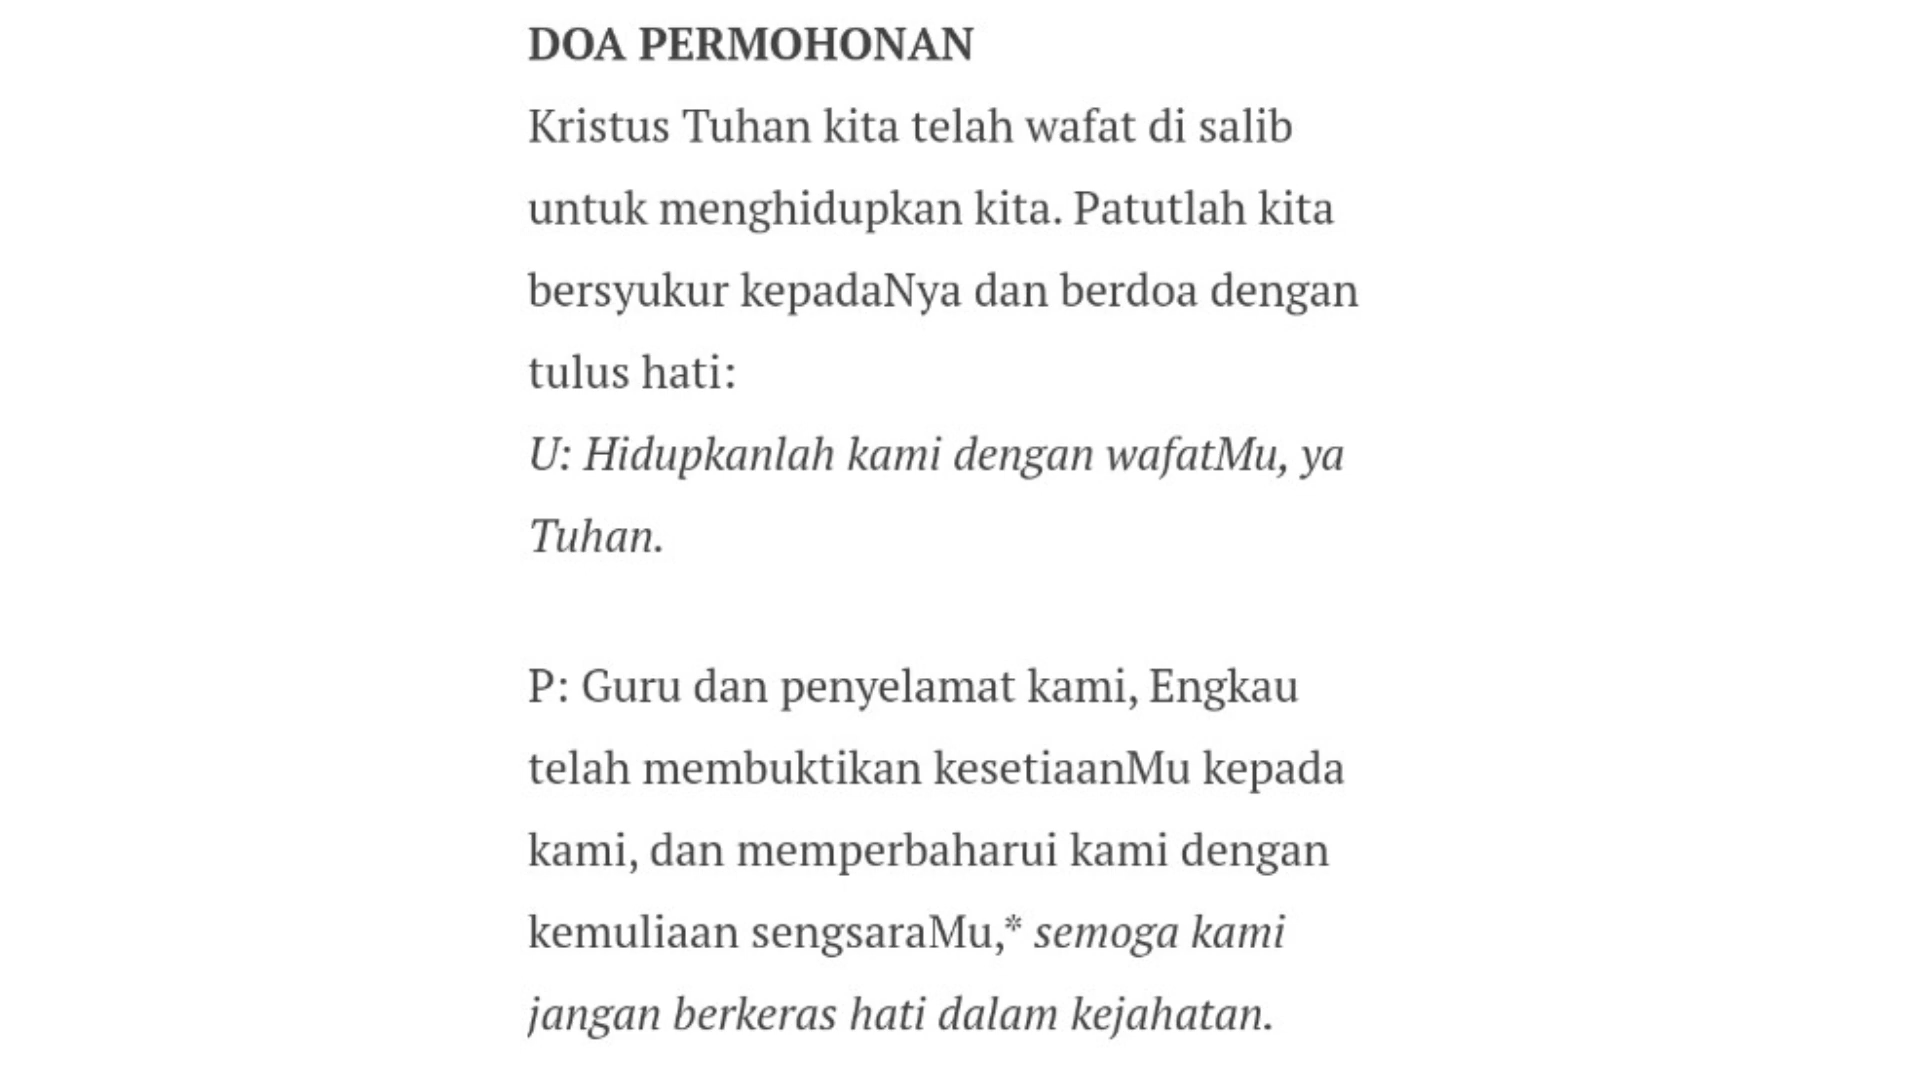 DOA PERMOHONAN
Kristus Tuhan kita telah wafat di salib
untuk menghidupkan kita. Patutlah kita
bersyukur kepadaNya dan berdoa dengan
tulus hati:
U: Hidupkanlah kami dengan wafatMu, ya
Tuhan.
P: Guru dan penyelamat kami, Engkau
telah membuktikan kesetiaanMu kepada
kami, dan memperbaharui kami dengan
kemuliaan sengsaraMu,* semoga kami
jangan berkeras hati dalam kejahatan.